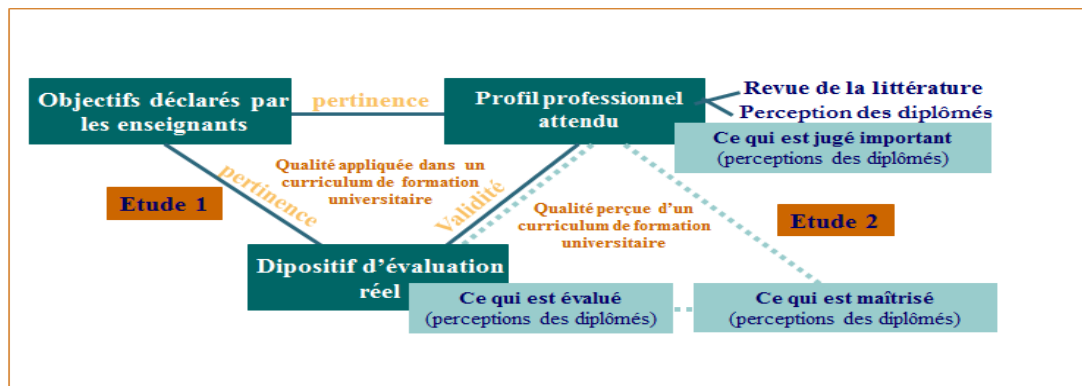 Objectifs déclarés par
les enseignants
pertinence
Profil professionnel
attendu
Revue de la littérature
Perception des diplômés
Ce qui est jugé important
(perceptions des diplômés)
Qualité appliquée dans un
curriculum de formation
universitaire
pertinence
Validité
Etude 1
Qualité perçue d’un
curriculum de formation
universitaire
Etude 2
Dipositif d’évaluation
réel
Ce qui est évalué
(perceptions des diplômés)
Ce qui est maîtrisé
(perceptions des diplômés)